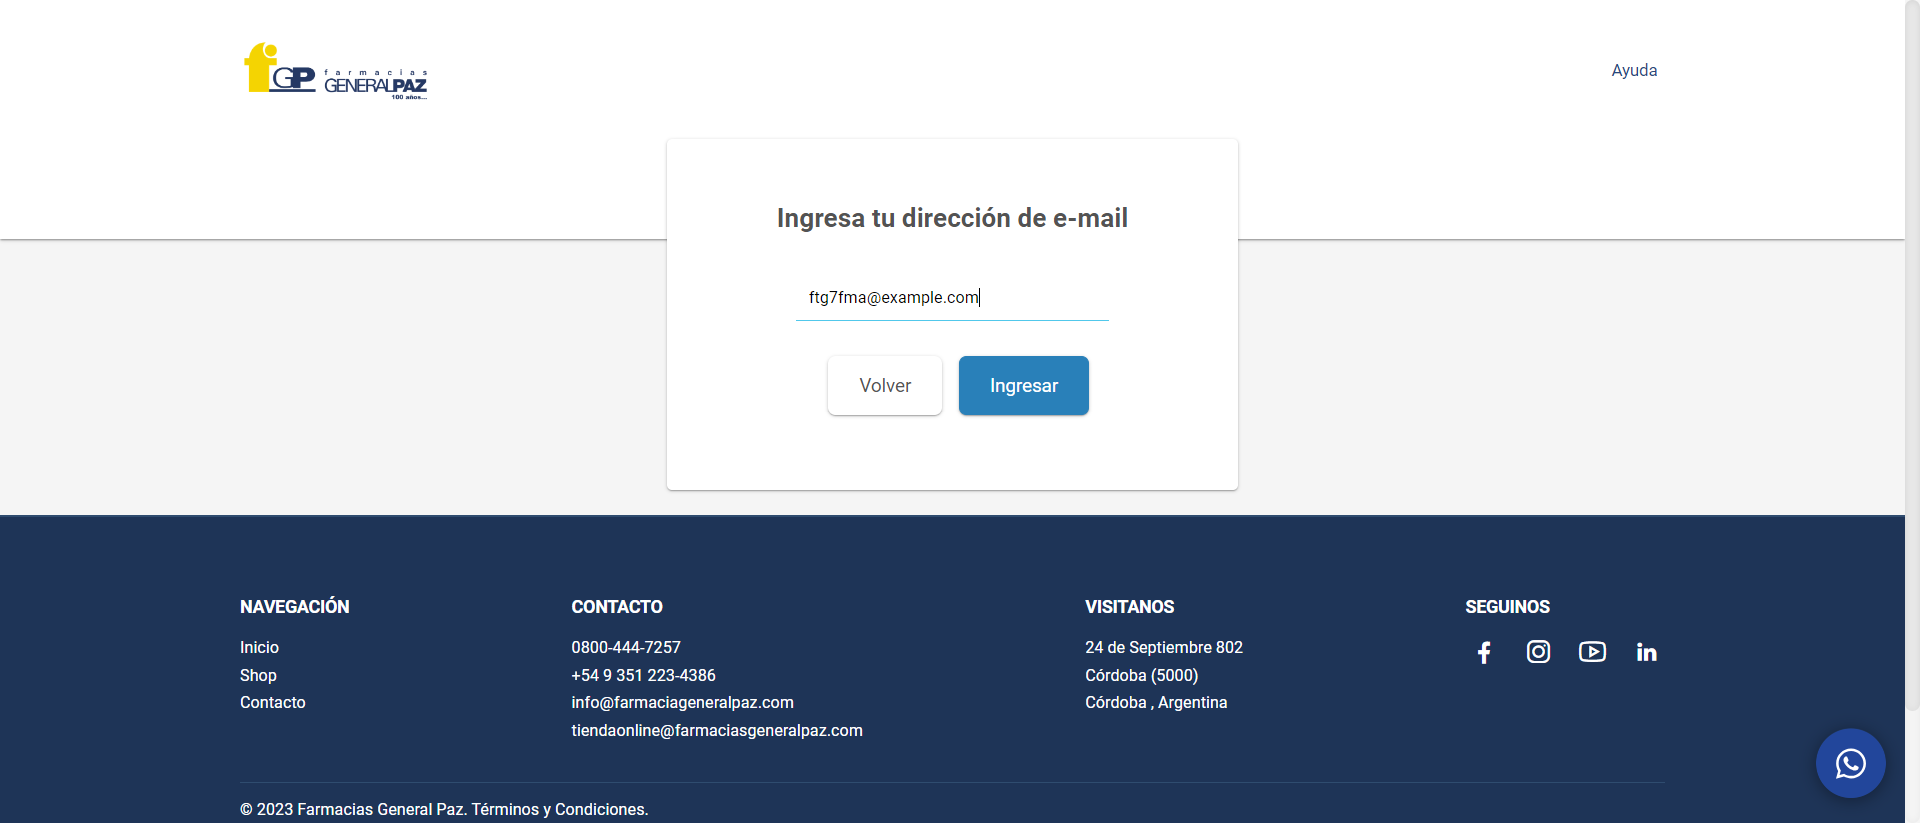 fGP farmacias
GENERALPAZ
100 años...
Ayuda
Ingresa tu dirección de e-mail
ftg7fma@example.com
Volver
Ingresar
NAVEGACIÓN
Inicio
Shop
Contacto
CONTACTO
0800-444-7257
+54 9 351 223-4386
info@farmaciageneralpaz.com
tiendaonline@farmaciasgeneralpaz.com
VISITANOS
24 de Septiembre 802
Córdoba (5000)
Córdoba , Argentina
SEGUINOS
© 2023 Farmacias General Paz. Términos y Condiciones.